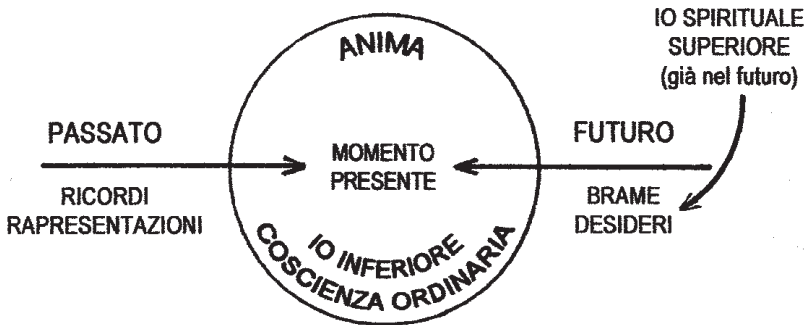 IO SPIRITUALE
SUPERIORE
(già nel futuro)
ANIMA
PASSATO
RICORDI
RAPRESENTAZIONI
MOMENTO
PRESENTE
FUTURO
BRAME
DESIDERI
IO INFERIORE
COSCIENZA ORDINARIA